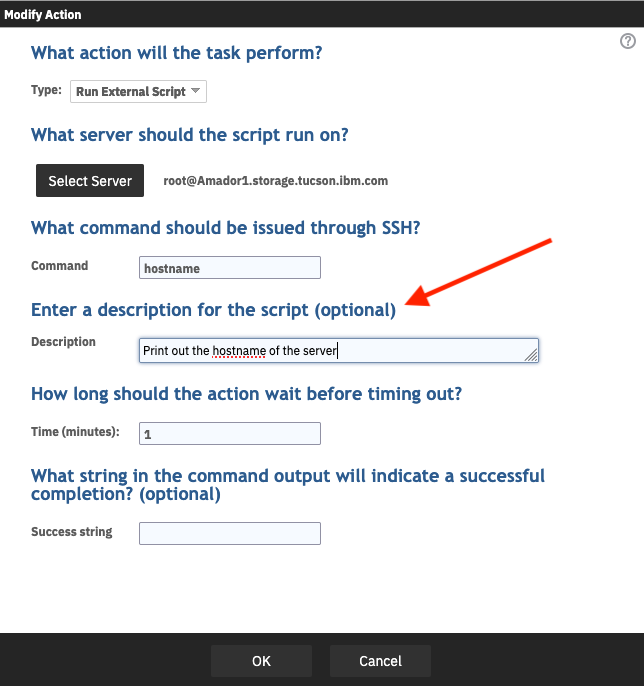 Modify Action
What action will the task perform?
?
Type: Run External Script
What server should the script run on?
Select Server root@Amador1.storage.tucson.ibm.com
What command should be issued through SSH?
Command hostname
Enter a description for the script (optional)
Description Print out the hostname of the server
How long should the action wait before timing out?
Time (minutes): 1
What string in the command output will indicate a successful
completion? (optional)
Success string
OK Cancel